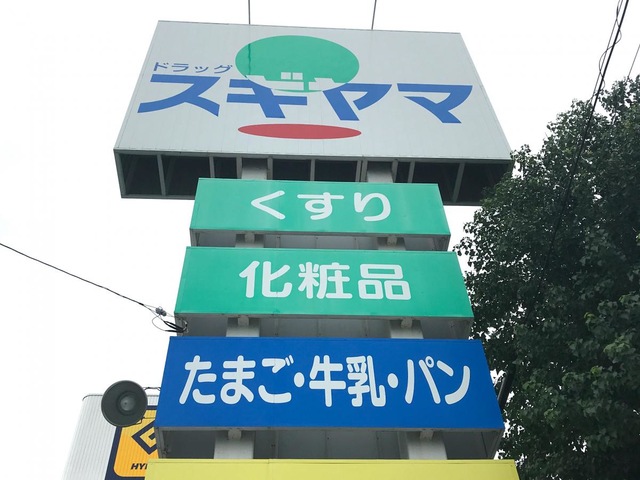 ドラッグ
スギヤマ
くすり
化粧品
たまご・牛乳・パン